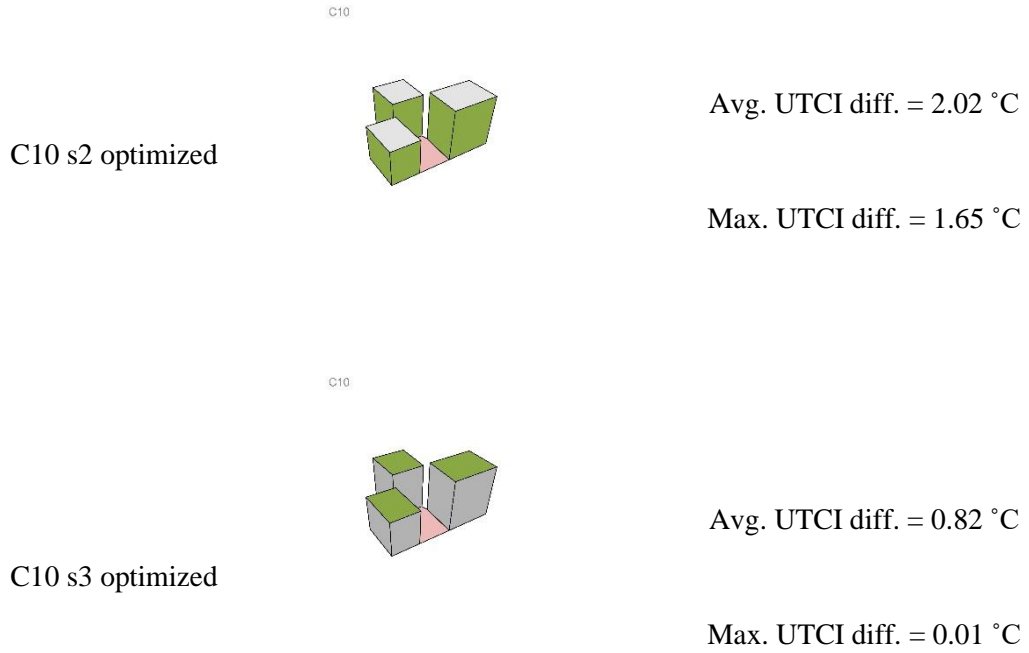 C10
Avg. UTCI diff. = 2.02 ˚C
C10 s2 optimized
Max. UTCI diff. = 1.65 ˚C
C10
Avg. UTCI diff. = 0.82 ˚C
C10 s3 optimized
Max. UTCI diff. = 0.01 ˚C